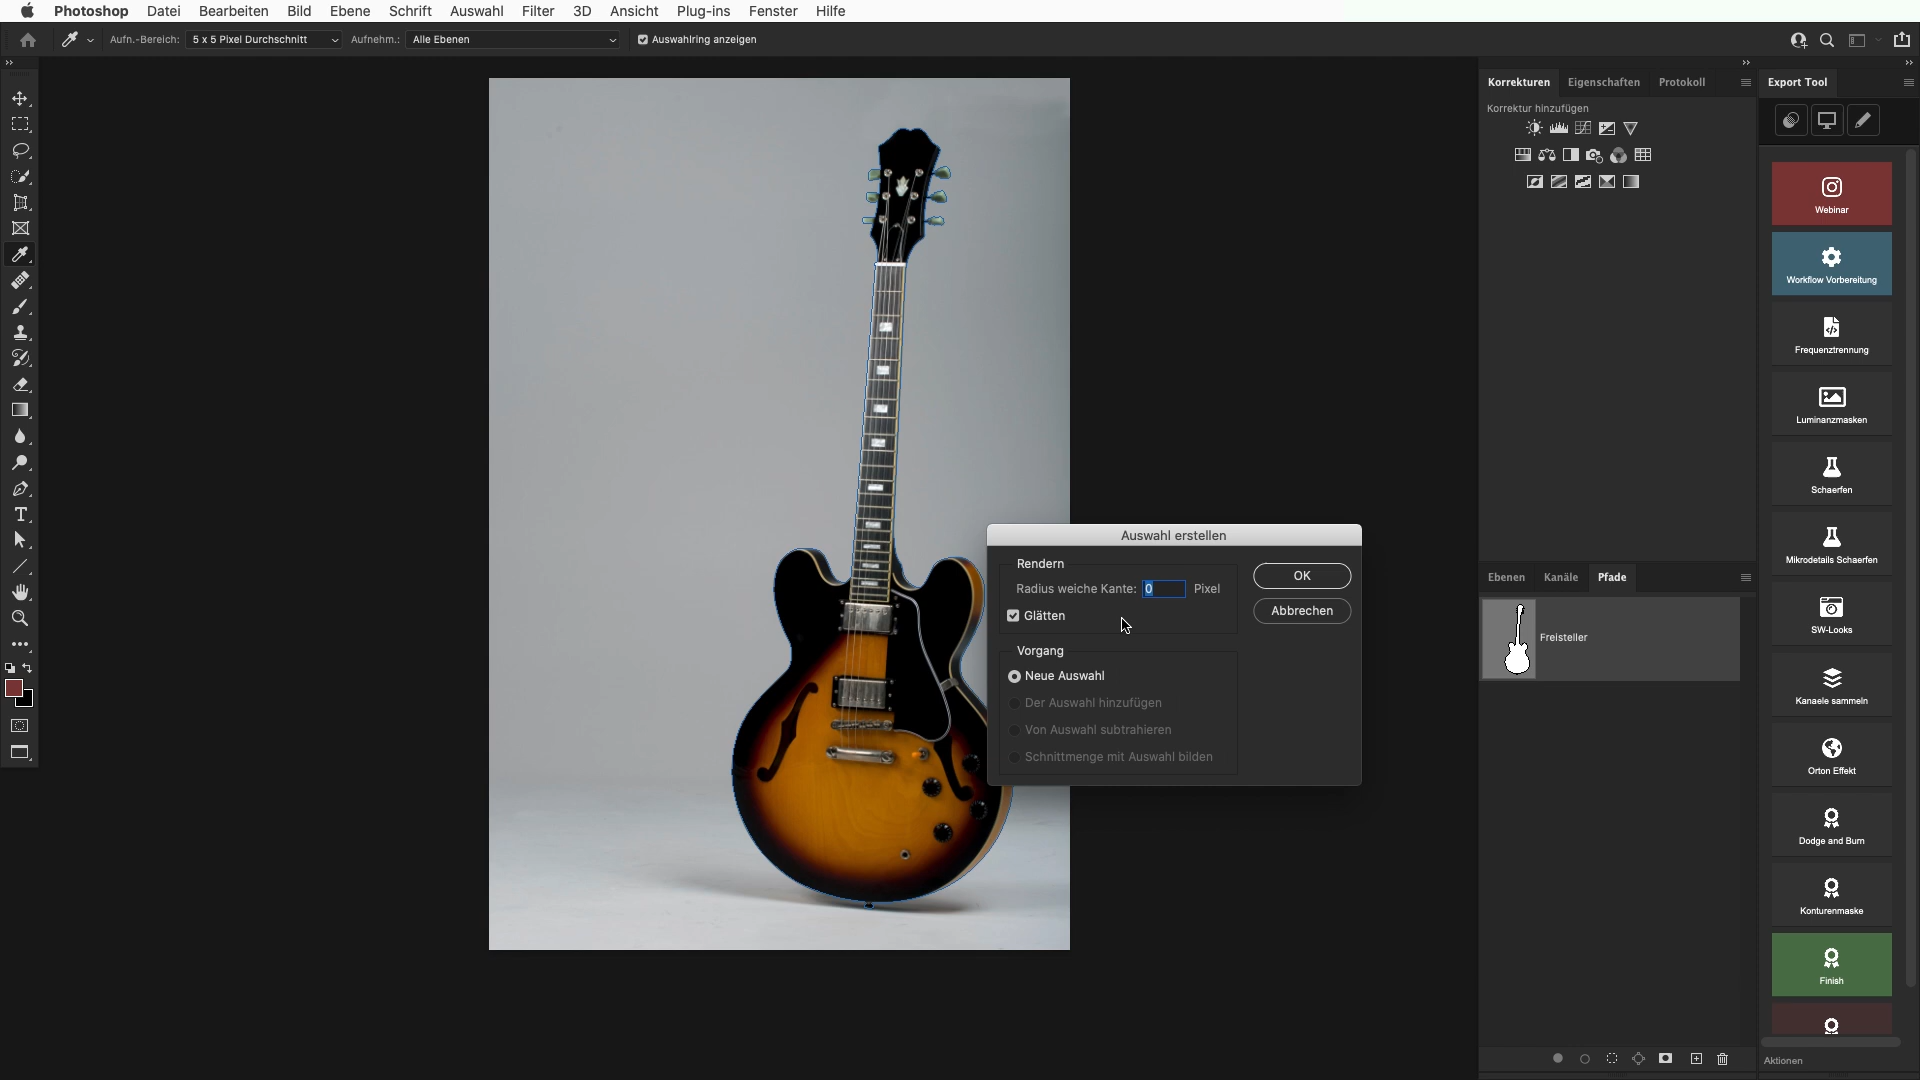 Photoshop Datei Bearbeiten Bild Ebene Schrift Auswahl Filter 3D Ansicht Plug-ins Fenster Hilfe
Aufn.-Bereich: 5 x 5 Pixel Durchschnitt Aufnehm.: Alle Ebenen Auswahlring anzeigen
Korrekturen Eigenschaften Protokoll
Korrektur hinzufügen
Export Tool
Webinar
Workflow Vorbereitung
Frequenztrennung
Luminanzmasken
Schaerfen
Mikrodetails Schaerfen
SW-Looks
Kanaele sammeln
Orton Effekt
Dodge and Burn
Konturenmaske
Finish
Aktionen
Auswahl erstellen
Rendern
Radius weiche Kante: 0 Pixel
Glätten
OK
Abbrechen
Vorgang
Neue Auswahl
Der Auswahl hinzufügen
Von Auswahl subtrahieren
Schnittmenge mit Auswahl bilden
Ebenen Kanäle Pfade
Freisteller